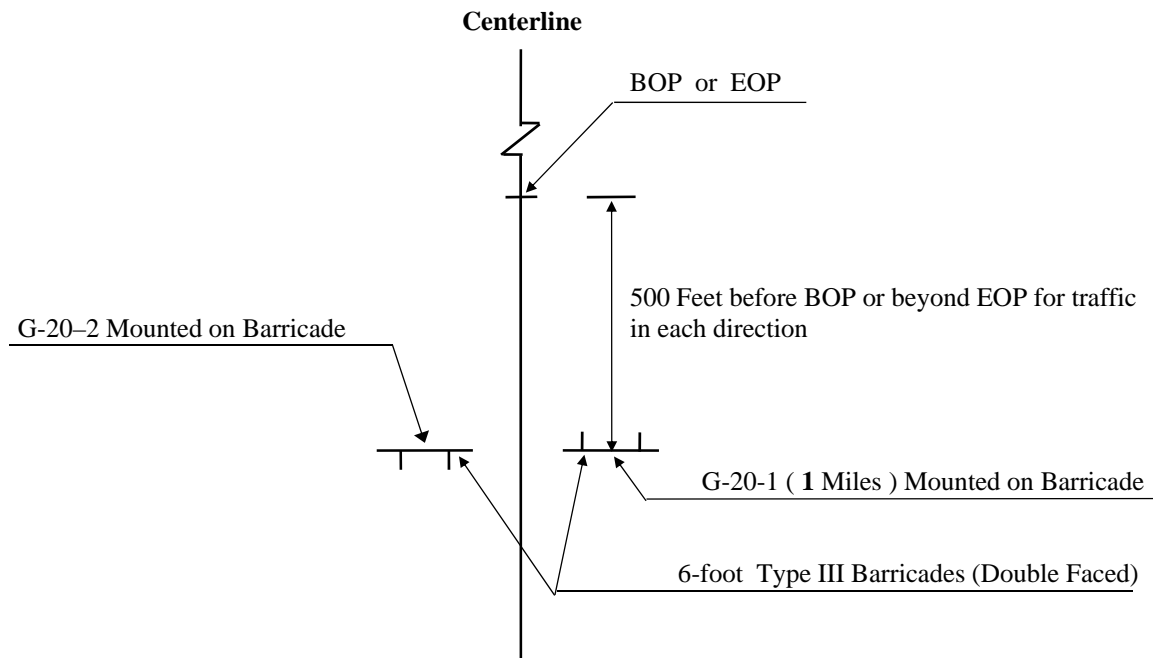 Centerline
BOP or EOP
500 Feet before BOP or beyond EOP for traffic
in each direction
G-20–2 Mounted on Barricade
G-20-1 ( 1 Miles ) Mounted on Barricade
6-foot Type III Barricades (Double Faced)